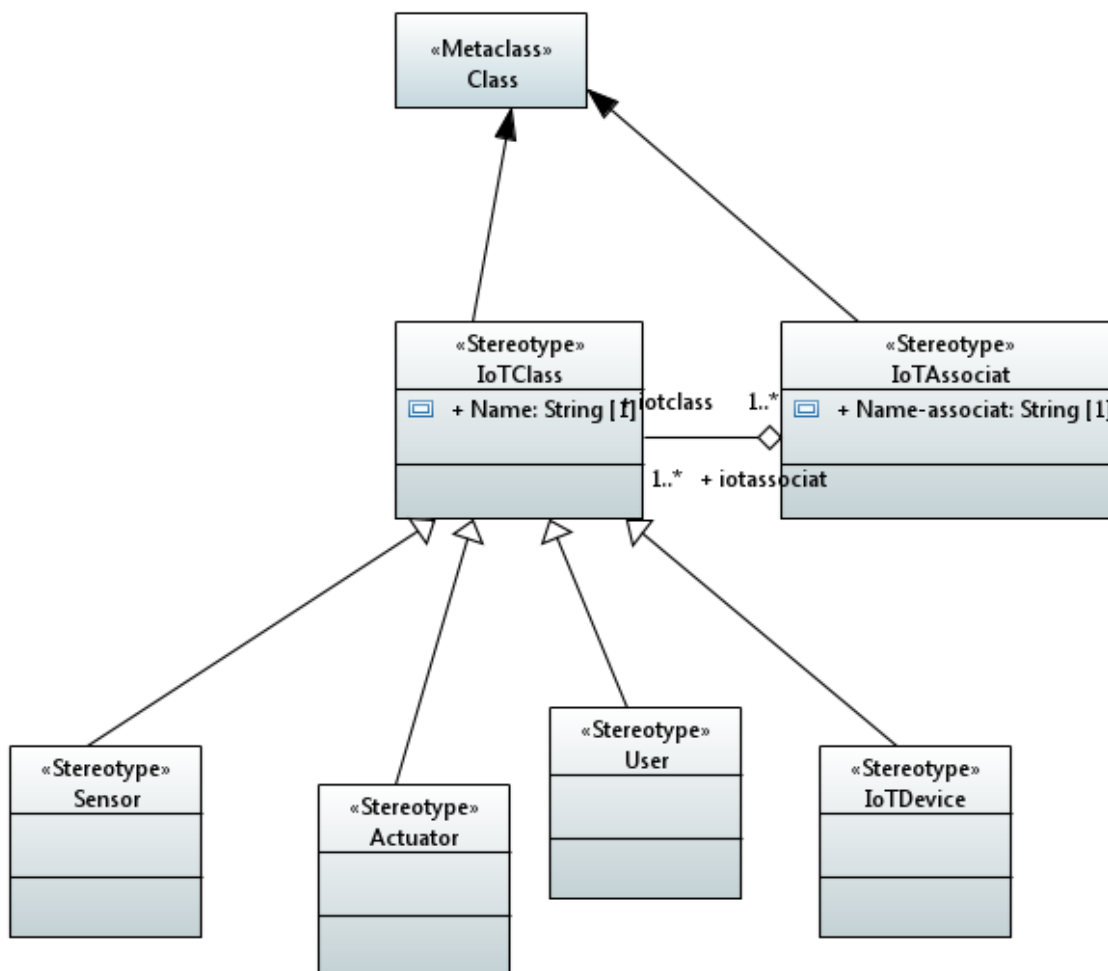 «Metaclass»
Class
«Stereotype»
IoTClass
+ Name: String [1]
«Stereotype»
IoTAssociat
+ Name-associat: String [1]
+ iotclass
1..*
1..*
+ iotassociat
«Stereotype»
Sensor
«Stereotype»
Actuator
«Stereotype»
User
«Stereotype»
IoTDevice